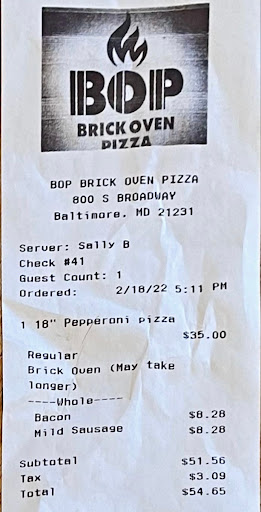 BOP
BRICK OVEN
PIZZA
BOP BRICK OVEN PIZZA
800 S BROADWAY
Baltimore, MD 21231
Server: Sally B
Check #41
Guest Count: 1
Ordered: 2/18/22 5:11 PM
1 18" Pepperoni pizza
$35.00
Regular
Brick Oven (May take
longer)
----Whole----
Bacon $8.28
Mild Sausage $8.28
Subtotal $51.56
Tax $3.09
Total $54.65